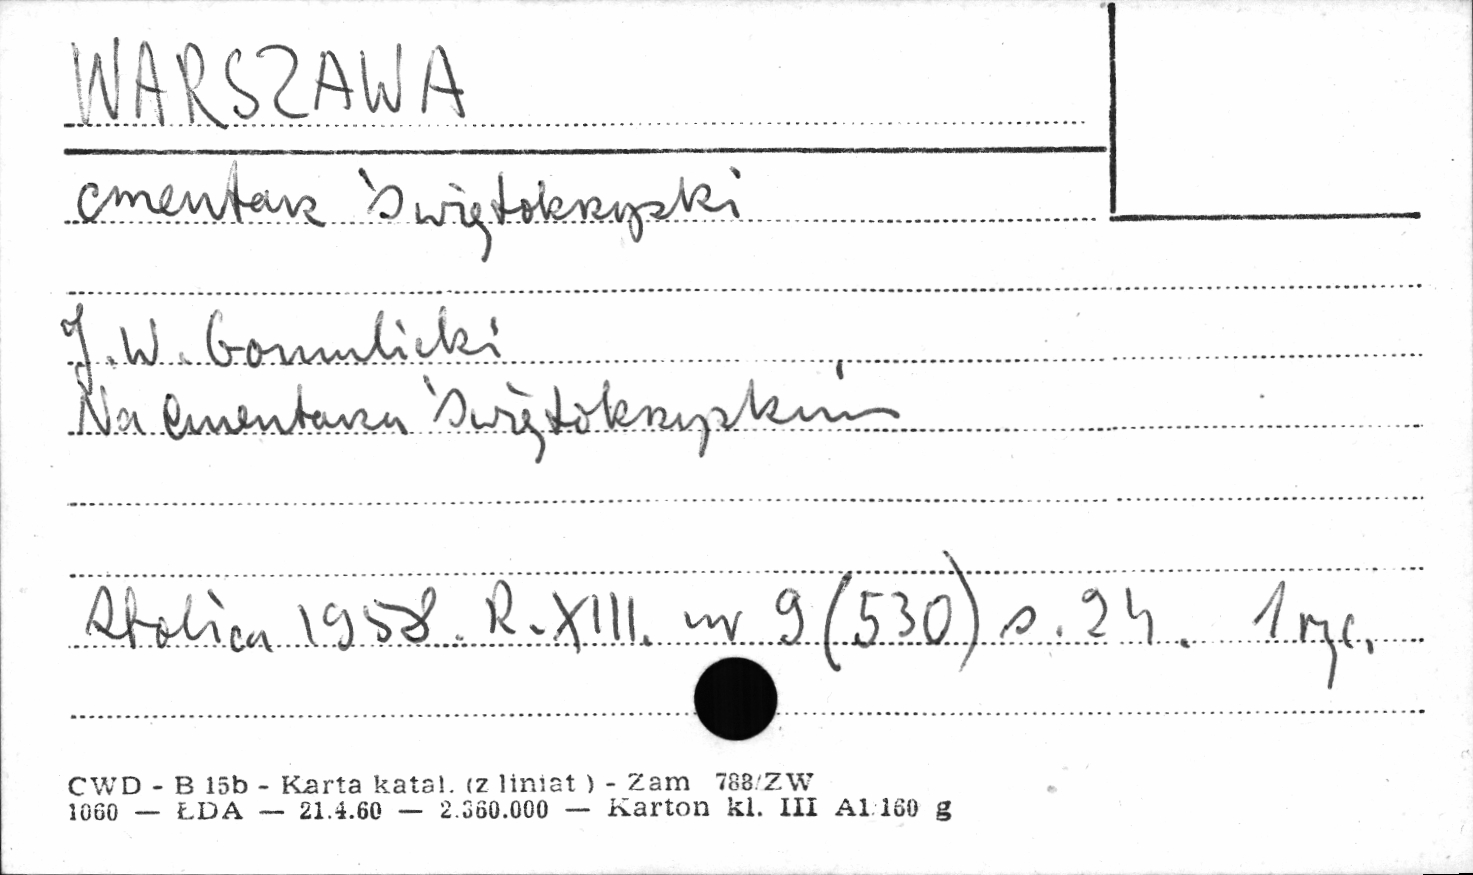 WARSZAWA
cmentarz Świętokrzyski
J. W. Gomulicki
Na cmentarzu Świętokrzyskim
Stolica 1958. R. XIII. nr 9 (530) s. 24. 1 ryc.
CWD - B 15b - Karta katal. (z liniat ) - Zam 788/ZW
1060 — ŁDA — 21.4.60 — 2.360.000 — Karton kl. III A1 160 g